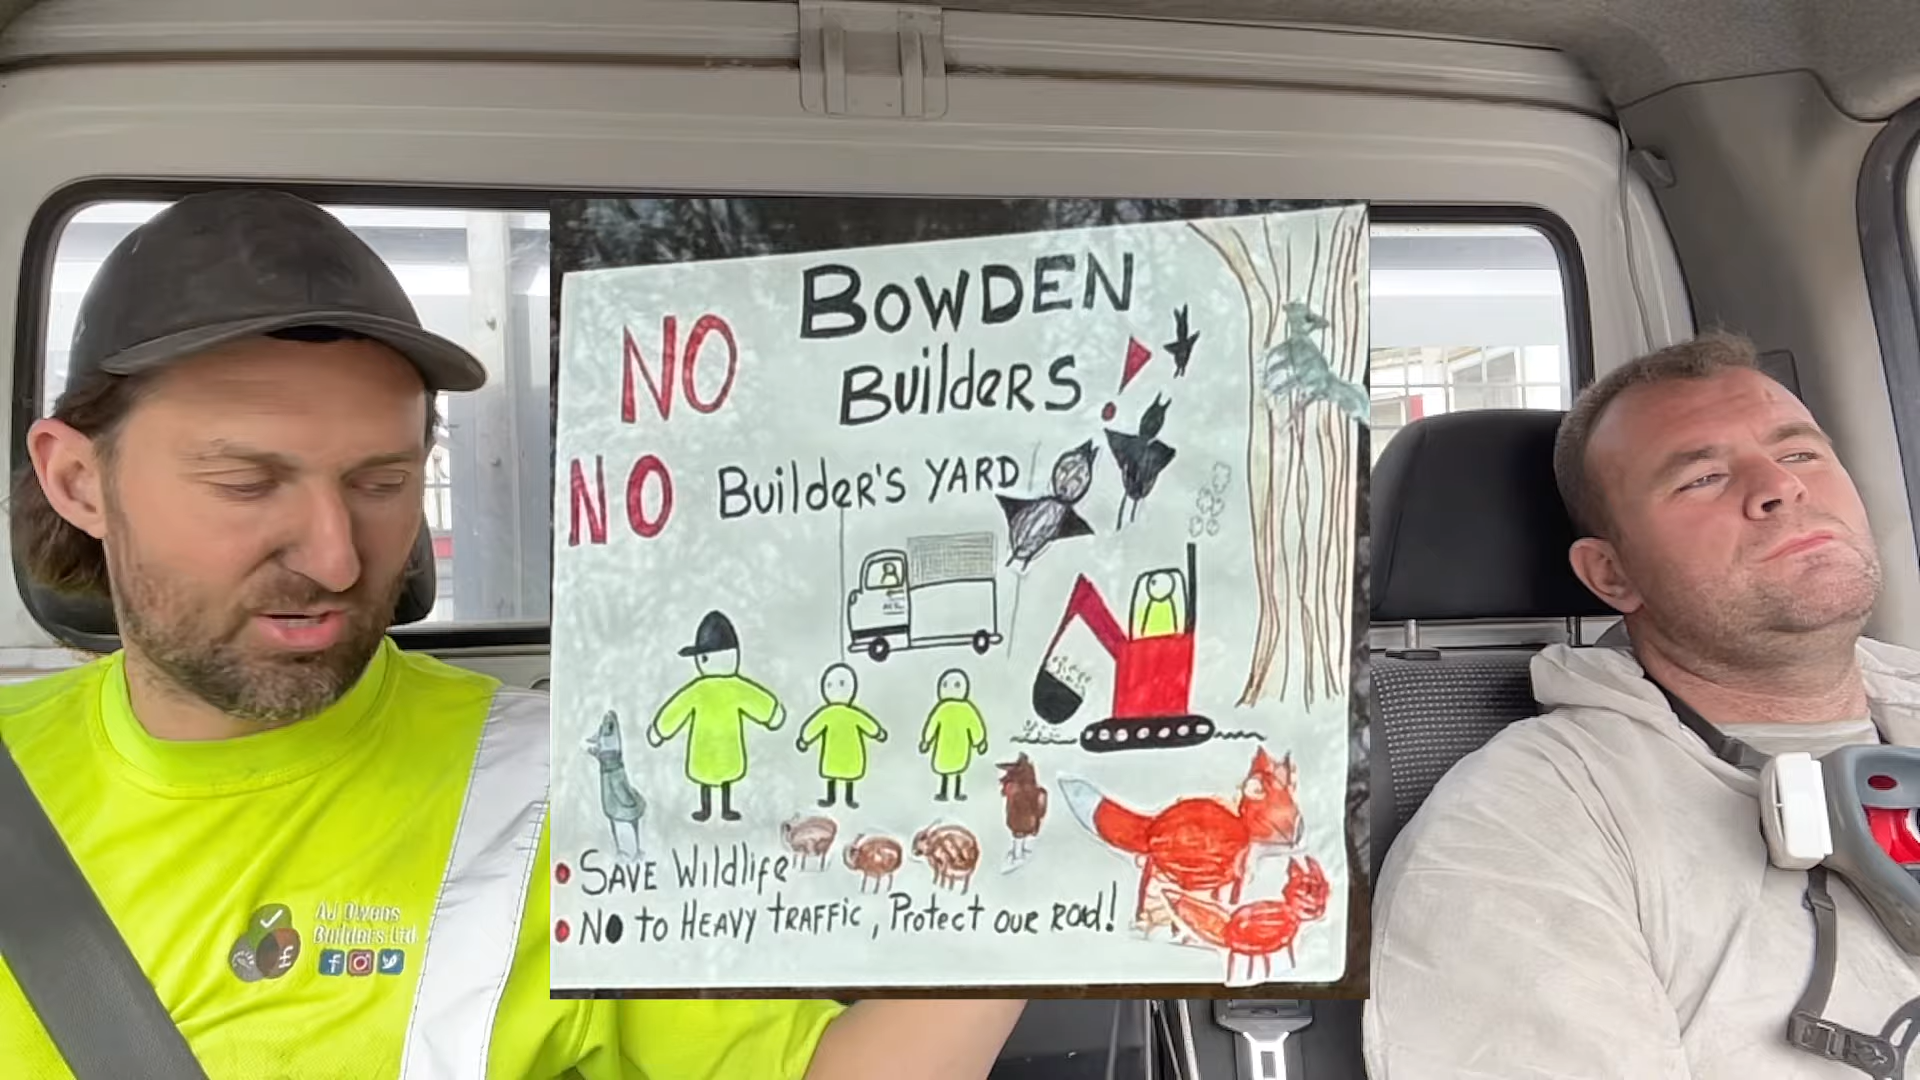 BOWDEN
NO
BuildeRS!
NO BuildeR'S YARD
• SAVE Wildlife
• NO to HEAVY tRAFFic, Protect ouR ROad!
AJ Owens
Builders Ltd